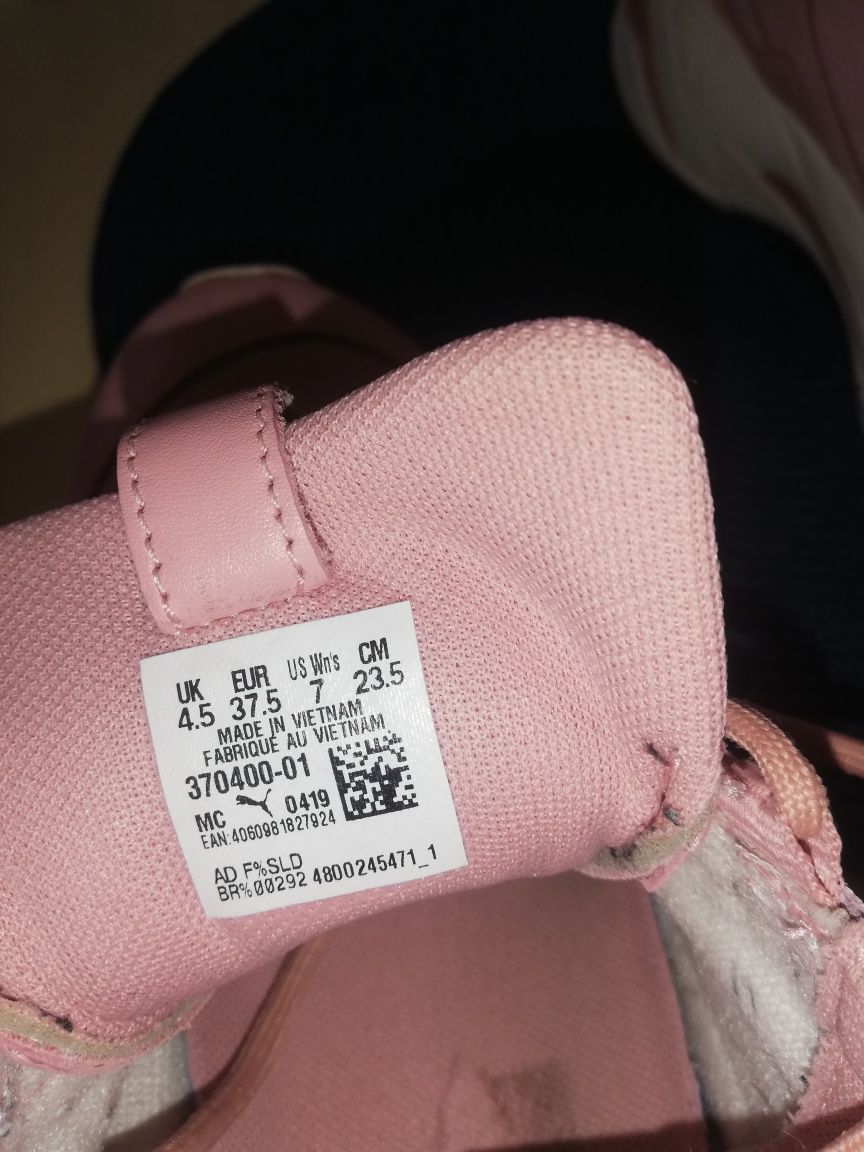 UK EUR US Wn's CM
4.5 37.5 7 23.5
MADE IN VIETNAM
FABRIQUE AU VIETNAM
370400-01
MC 0419
EAN:4060981827924
AD F%SLD
BR%00292 4800245471_1